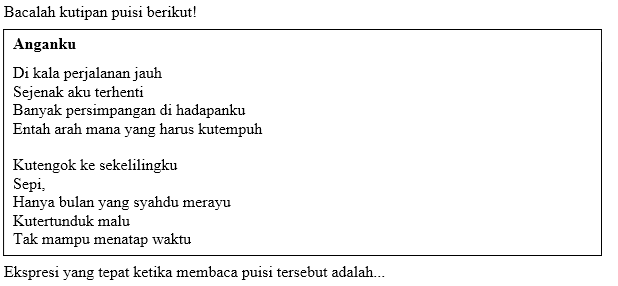 Bacalah kutipan puisi berikut!
Anganku
Di kala perjalanan jauh
Sejenak aku terhenti
Banyak persimpangan di hadapanku
Entah arah mana yang harus kutempuh
Kutengok ke sekelilingku
Sepi,
Hanya bulan yang syahdu merayu
Kutertunduk malu
Tak mampu menatap waktu
Ekspresi yang tepat ketika membaca puisi tersebut adalah...